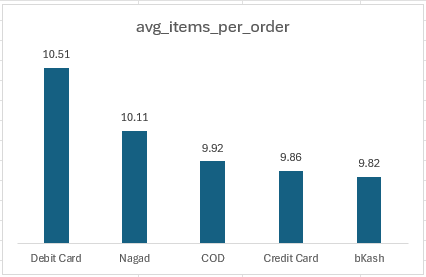 avg_items_per_order
10.51
10.11
9.92
9.86
9.82
Debit Card
Nagad
COD
Credit Card
bKash